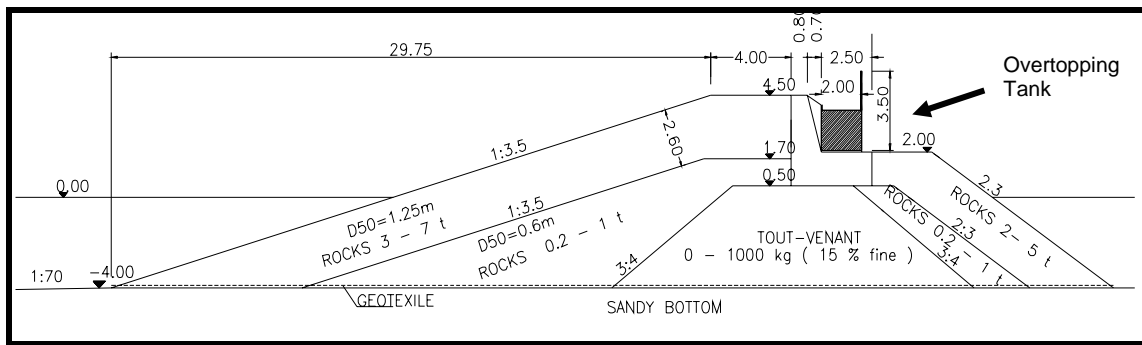 0.80
0.70
29.75
4.00
2.50
Overtopping
Tank
4.50
2.00
3.50
1:3.5
2.60
1.70
2.00
0.00
0.50
1:3.5
D50=1.25m
ROCKS 3 - 7 t
D50=0.6m
ROCKS 0.2 - 1 t
TOUT-VENANT
0 - 1000 kg ( 15 % fine )
3:4
3:4
2:3
ROCKS 0.2 - 1 t
2.3
ROCKS 2- 5 t
1:70
-4.00
GEOTEXILE
SANDY BOTTOM